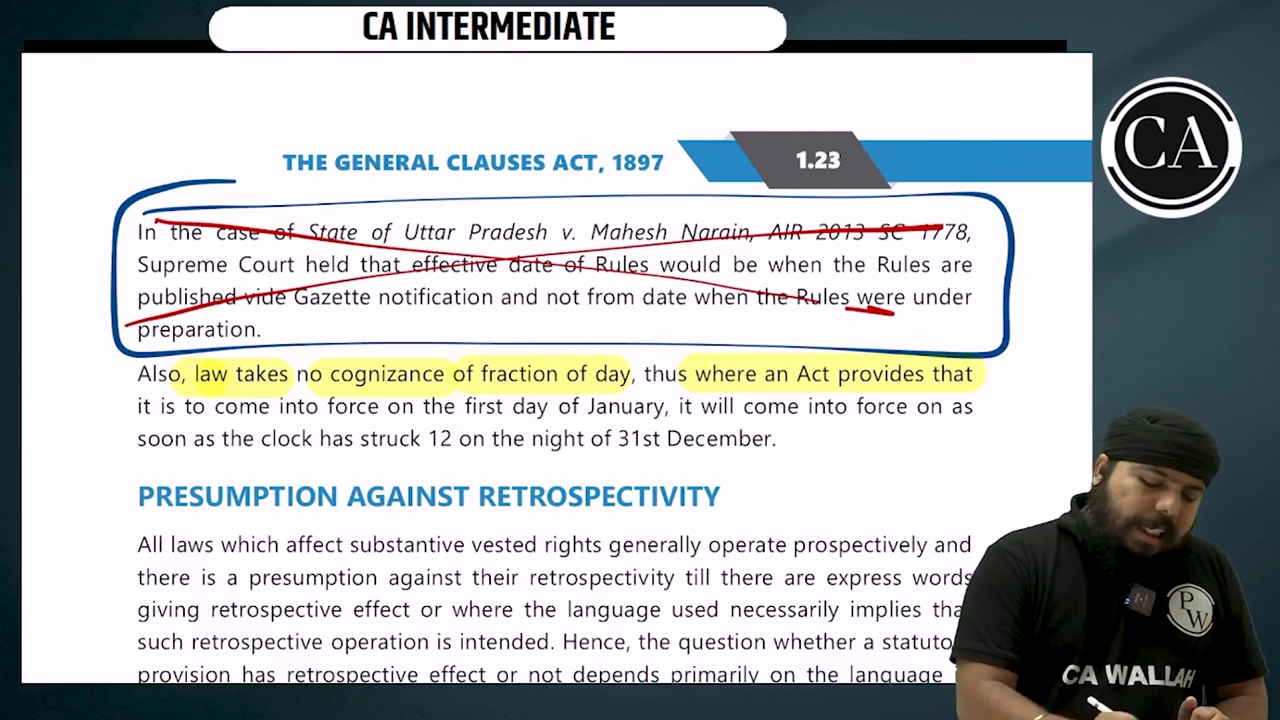 CA INTERMEDIATE
THE GENERAL CLAUSES ACT, 1897
1.23
CA
In the case of State of Uttar Pradesh v. Mahesh Narain, AIR 2013 SC 1778,
Supreme Court held that effective date of Rules would be when the Rules are
published vide Gazette notification and not from date when the Rules were under
preparation.
Also, law takes no cognizance of fraction of day, thus where an Act provides that
it is to come into force on the first day of January, it will come into force on as
soon as the clock has struck 12 on the night of 31st December.
PRESUMPTION AGAINST RETROSPECTIVITY
All laws which affect substantive vested rights generally operate prospectively and
there is a presumption against their retrospectivity till there are express words
giving retrospective effect or where the language used necessarily implies
such retrospective operation is intended. Hence, the question whether a
provision has retrospective effect or not depends primarily on the language
PW
CA WALLAH